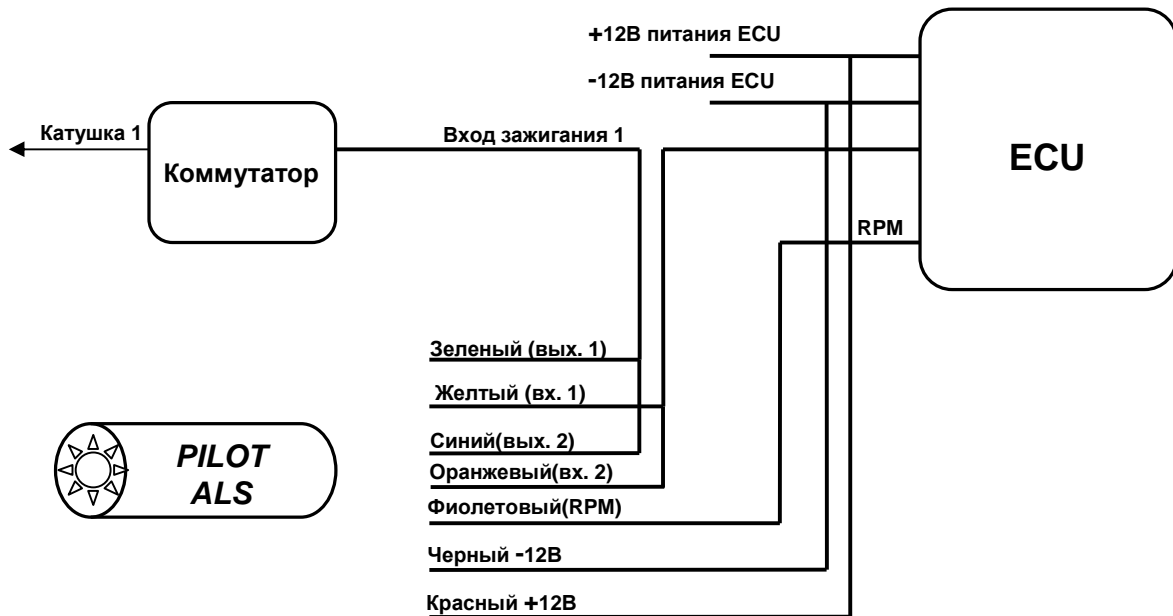 +12В питания ECU
-12В питания ECU
Катушка 1
Вход зажигания 1
Коммутатор
ECU
RPM
Зеленый (вых. 1)
Желтый (вх. 1)
Синий(вых. 2)
PILOT
ALS
Оранжевый(вх. 2)
Фиолетовый(RPM)
Черный -12В
Красный +12В